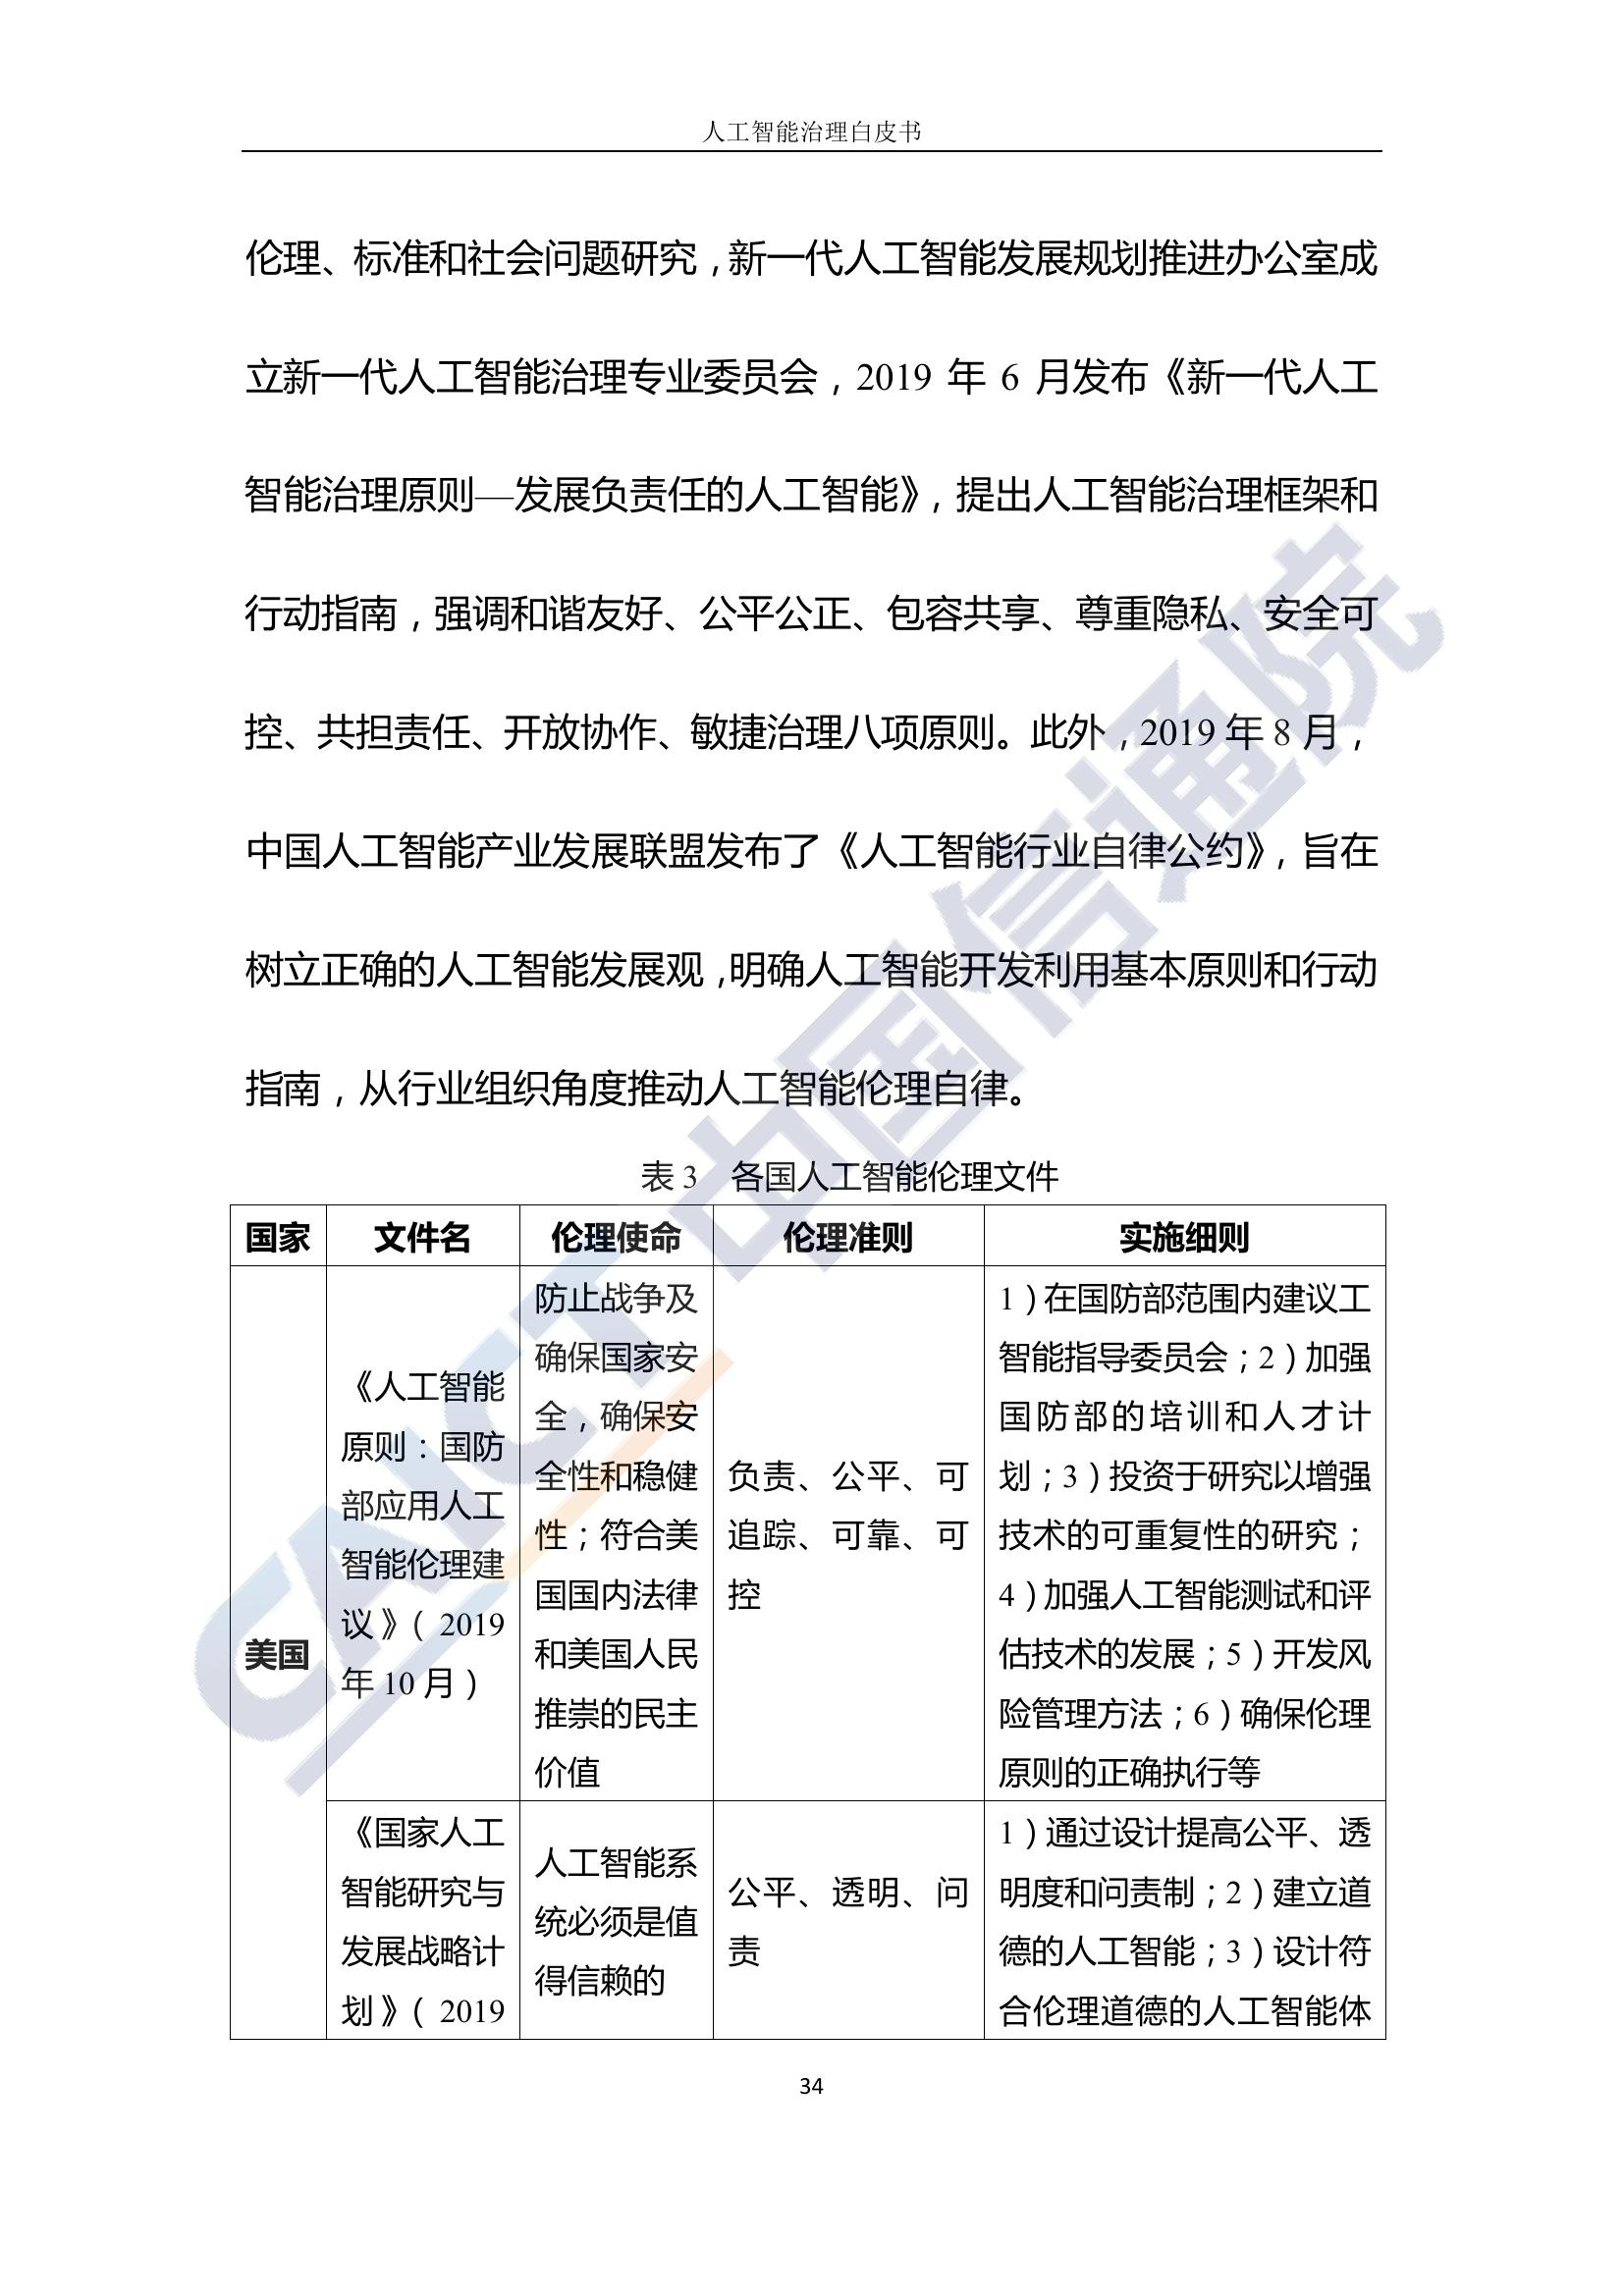 人工智能治理白皮书
伦理、标准和社会问题研究，新一代人工智能发展规划推进办公室成
立新一代人工智能治理专业委员会，2019 年 6 月发布《新一代人工
智能治理原则—发展负责任的人工智能》，提出人工智能治理框架和
行动指南，强调和谐友好、公平公正、包容共享、尊重隐私、安全可
控、共担责任、开放协作、敏捷治理八项原则。此外，2019 年 8 月，
中国人工智能产业发展联盟发布了《人工智能行业自律公约》，旨在
树立正确的人工智能发展观，明确人工智能开发利用基本原则和行动
指南，从行业组织角度推动人工智能伦理自律。
表 3 各国人工智能伦理文件
国家 文件名 伦理使命 伦理准则 实施细则
美国
《人工智能
原则：国防
部应用人工
智能伦理建
议》（2019
年 10 月）
防止战争及
确保国家安
全，确保安
全性和稳健
性；符合美
国国内法律
和美国人民
推崇的民主
价值
负责、公平、可
追踪、可靠、可
控
1）在国防部范围内建议工
智能指导委员会；2）加强
国防部的培训和人才计
划；3）投资于研究以增强
技术的可重复性的研究；
4）加强人工智能测试和评
估技术的发展；5）开发风
险管理方法；6）确保伦理
原则的正确执行等
《国家人工
智能研究与
发展战略计
划》（2019
人工智能系
统必须是值
得信赖的
公平、透明、问
责
1）通过设计提高公平、透
明度和问责制；2）建立道
德的人工智能；3）设计符
合伦理道德的人工智能体
34
CAICT 中国信通院